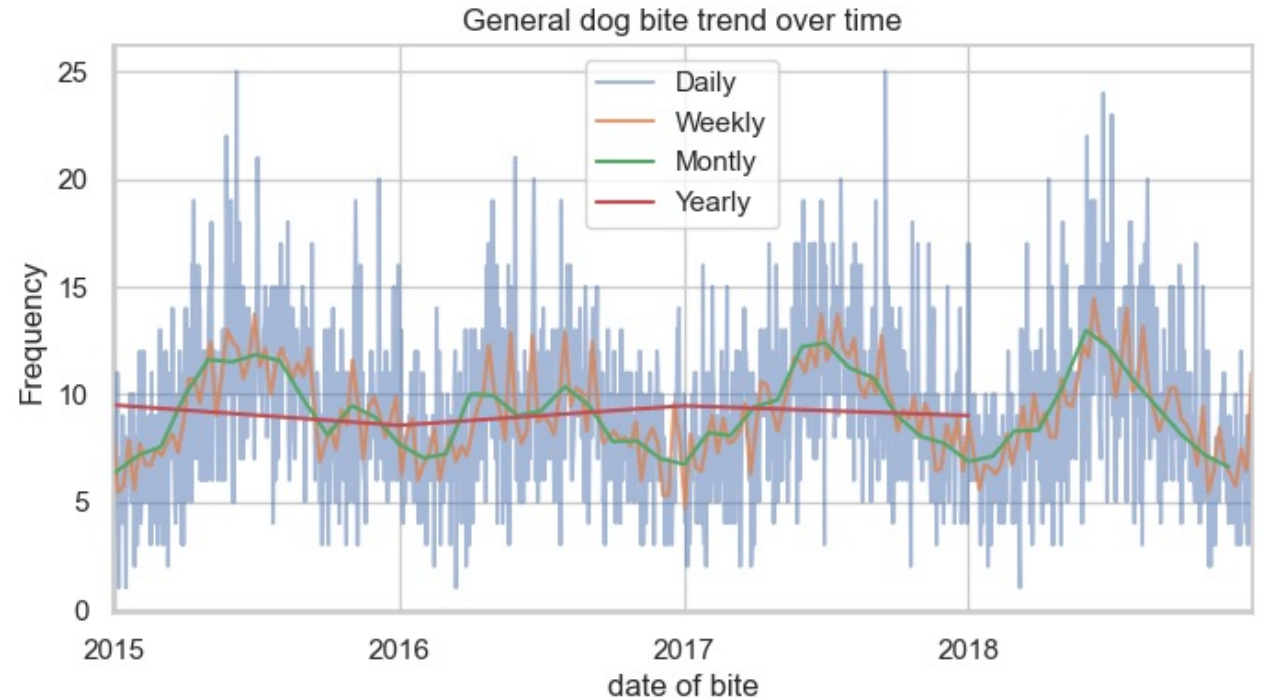 General dog bite trend over time
25
20
15
10
5
0
Frequency
Daily
Weekly
Montly
Yearly
2015 2016 2017 2018
date of bite